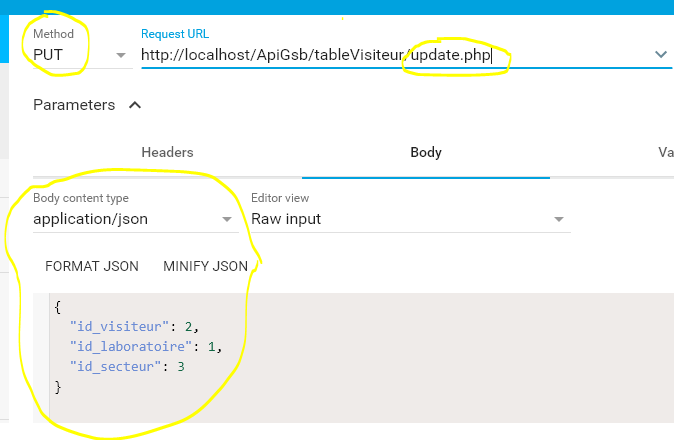 Method
Request URL
PUT
http://localhost/ApiGsb/tableVisiteur/update.php
Parameters
Headers
Body
Va
Body content type
Editor view
application/json
Raw input
FORMAT JSON
MINIFY JSON
{
"id_visiteur": 2,
"id_laboratoire": 1,
"id_secteur": 3
}